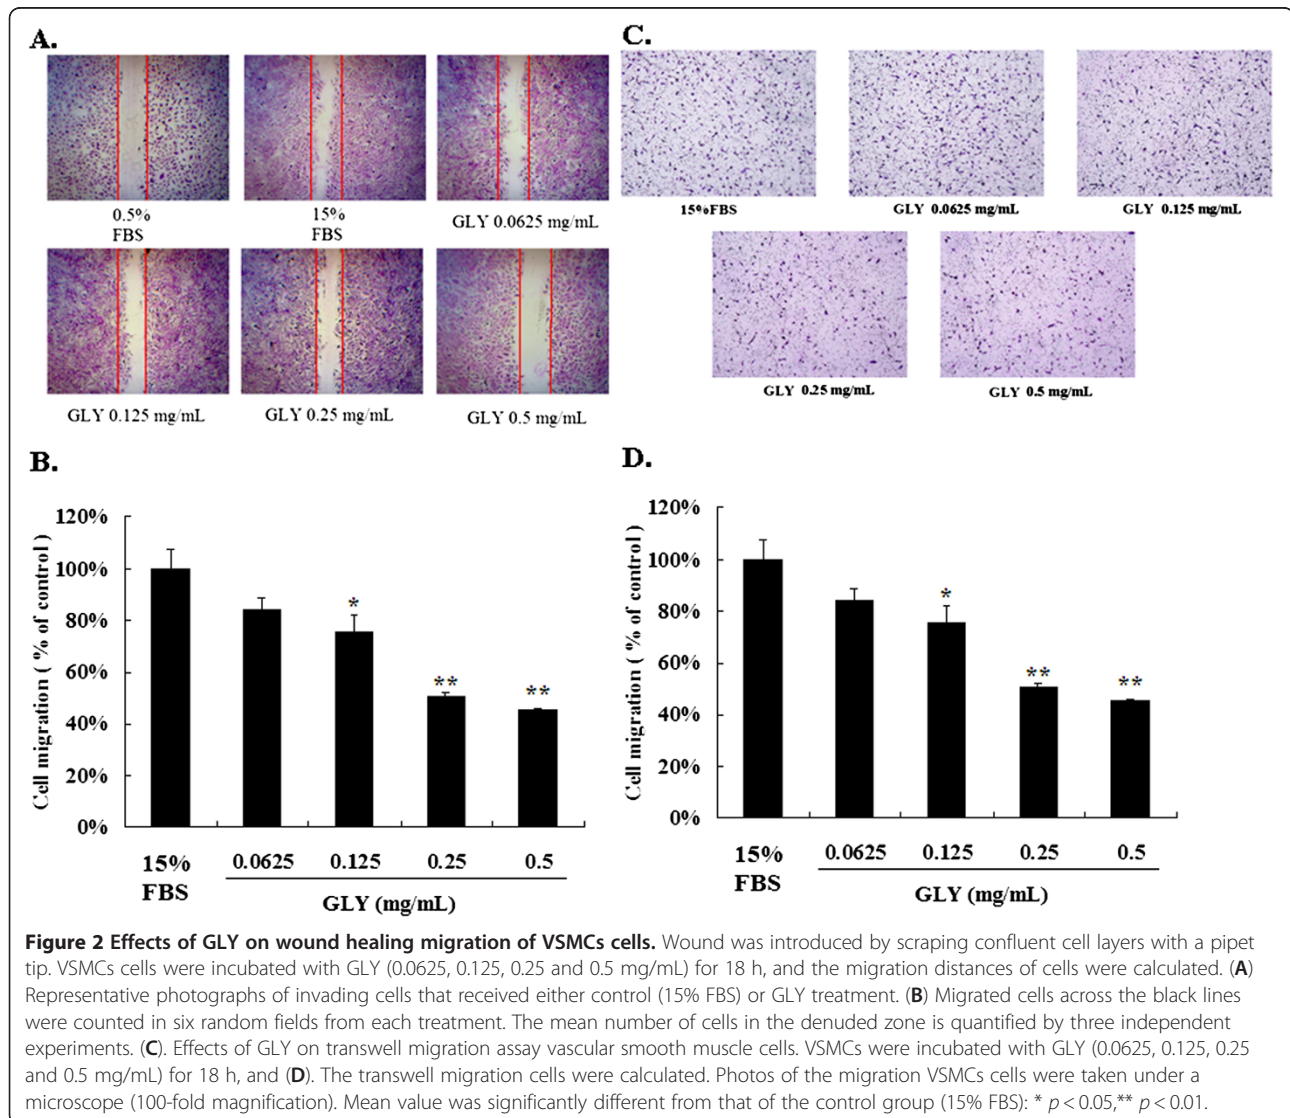 A.
0.5%
FBS
15%
FBS
GLY 0.0625 mg/mL
GLY 0.125 mg/mL
GLY 0.25 mg/mL
GLY 0.5 mg/mL
C.
15%FBS
GLY 0.0625 mg/mL
GLY 0.125 mg/mL
GLY 0.25 mg/mL
GLY 0.5 mg/mL
B.
Cell migration ( % of control )
120%
100%
80%
60%
40%
20%
0%
*
**
**
15%
FBS
0.0625
0.125
0.25
0.5
GLY (mg/mL)
D.
Cell migration ( % of control )
120%
100%
80%
60%
40%
20%
0%
*
**
**
15%
FBS
0.0625
0.125
0.25
0.5
GLY (mg/mL)
Figure 2 Effects of GLY on wound healing migration of VSMCs cells. Wound was introduced by scraping confluent cell layers with a pipet
tip. VSMCs cells were incubated with GLY (0.0625, 0.125, 0.25 and 0.5 mg/mL) for 18 h, and the migration distances of cells were calculated. (A)
Representative photographs of invading cells that received either control (15% FBS) or GLY treatment. (B) Migrated cells across the black lines
were counted in six random fields from each treatment. The mean number of cells in the denuded zone is quantified by three independent
experiments. (C). Effects of GLY on transwell migration assay vascular smooth muscle cells. VSMCs were incubated with GLY (0.0625, 0.125, 0.25
and 0.5 mg/mL) for 18 h, and (D). The transwell migration cells were calculated. Photos of the migration VSMCs cells were taken under a
microscope (100-fold magnification). Mean value was significantly different from that of the control group (15% FBS): * p < 0.05,** p < 0.01.